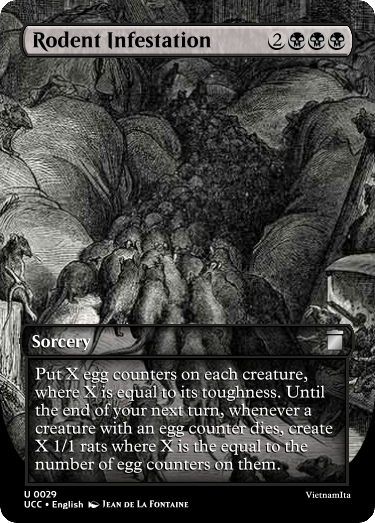 Rodent Infestation 2
Sorcery
Put X egg counters on each creature,
where X is equal to its toughness. Until
the end of your next turn, whenever a
creature with an egg counter dies, create
X 1/1 rats where X is the equal to the
number of egg counters on them.
U 0029
UCC • English JEAN DE LA FONTAINE
VietnamIta